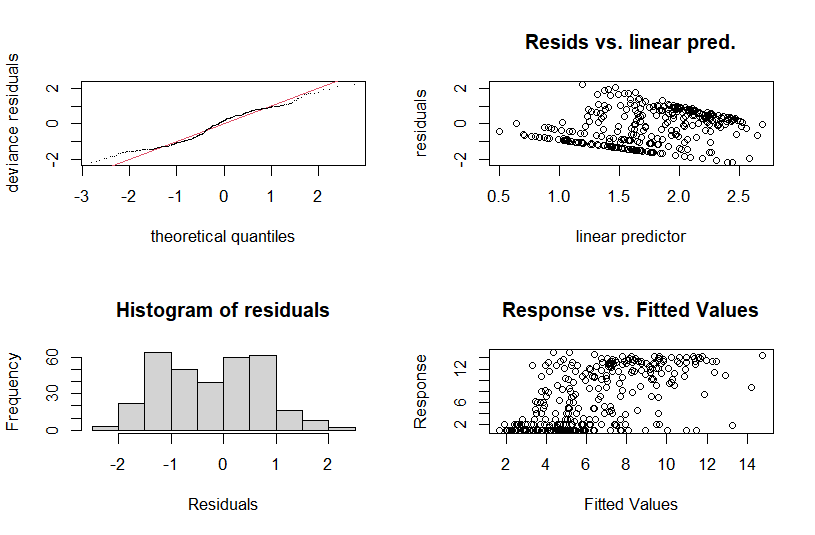 deviance residuals
2
0
-2
-3 -2 -1 0 1 2
theoretical quantiles
Resids vs. linear pred.
residuals
2
0
-2
0.5 1.0 1.5 2.0 2.5
linear predictor
Histogram of residuals
Frequency
60
30
0
-2 -1 0 1 2
Residuals
Response vs. Fitted Values
Response
12
6
2
2 4 6 8 10 12 14
Fitted Values